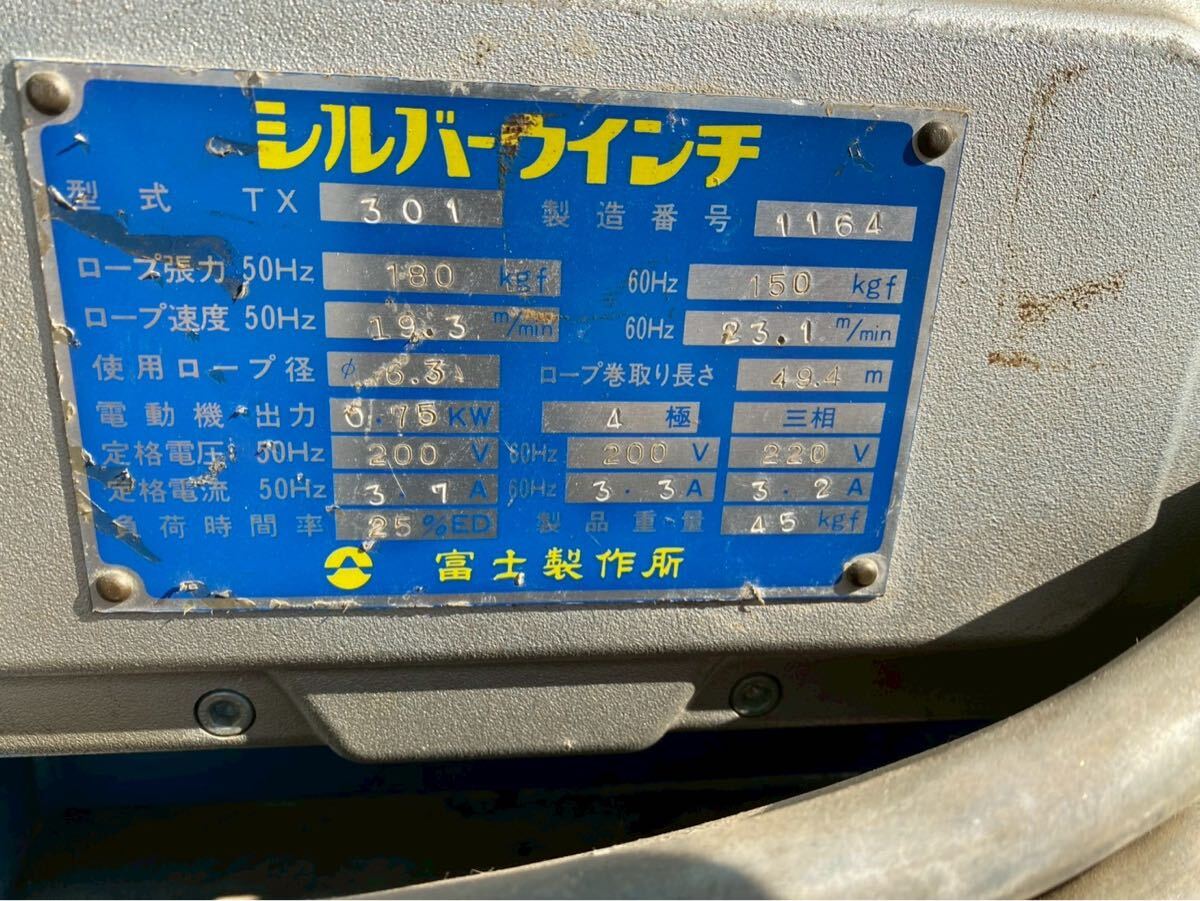 シルバーウインチ
型式 TX 301 製造番号 1164
ロープ張力 50Hz 180 kgf 60Hz 150 kgf
ロープ速度 50Hz 19.3 m/min 60Hz 23.1 m/min
使用ロープ径 φ 6.3 ロープ巻取り長さ 49.4 m
電動機出力 0.75 KW 4 極 三相
定格電圧 50Hz 200 V 60Hz 200 V 220 V
定格電流 50Hz 3.7 A 60Hz 3.3 A 3.2 A
負荷時間率 25 %ED 製品重量 45 kgf
富士製作所